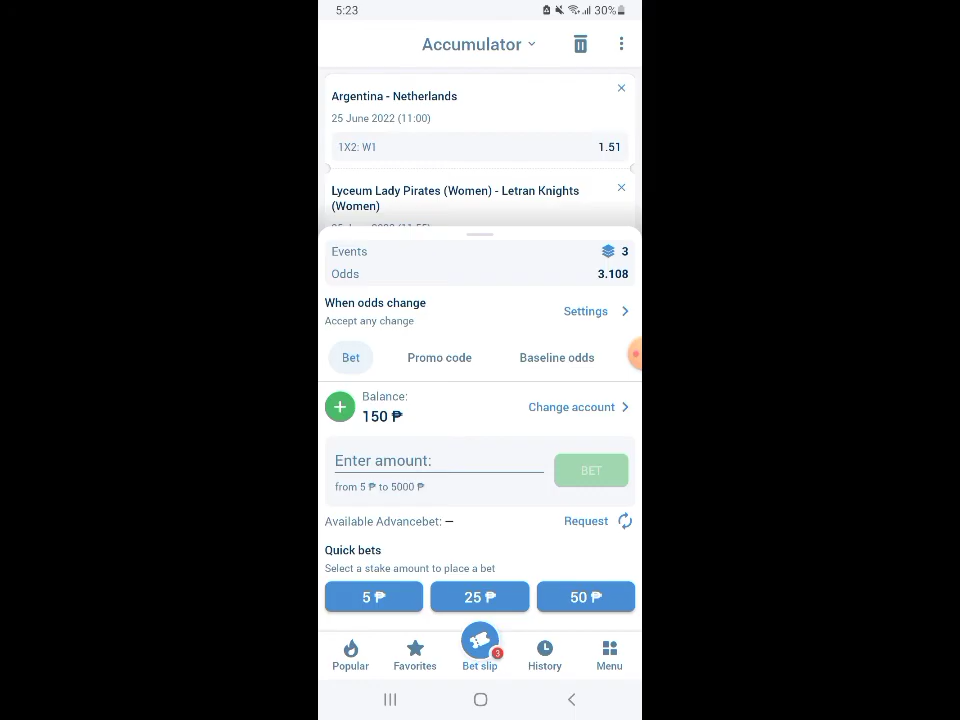 5:23
30%
Accumulator
Argentina - Netherlands
25 June 2022 (11:00)
1X2: W1
1.51
Lyceum Lady Pirates (Women) - Letran Knights
(Women)
Events
3
Odds
3.108
When odds change
Accept any change
Settings
Bet
Promo code
Baseline odds
Balance:
150 ₱
Change account
Enter amount:
BET
from 5 ₱ to 5000 ₱
Available Advancebet: –
Request
Quick bets
Select a stake amount to place a bet
5 ₱
25 ₱
50 ₱
3
Popular
Favorites
Bet slip
History
Menu